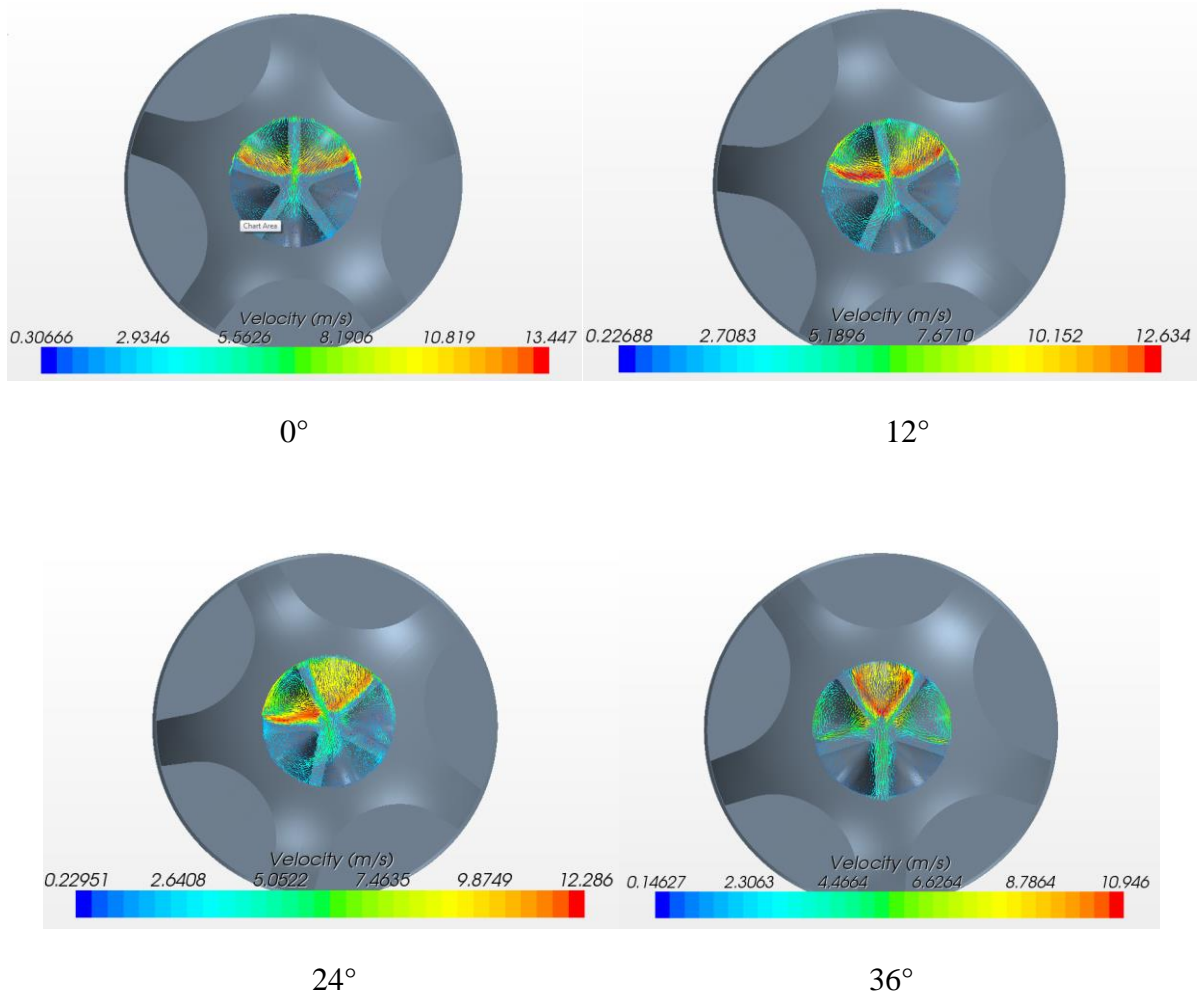 Chart Area
Velocity (m/s)
0.30666 2.9346 5.5626 8.1906 10.819 13.447
0°
Velocity (m/s)
0.22688 2.7083 5.1896 7.6710 10.152 12.634
12°
Velocity (m/s)
0.22951 2.6408 5.0522 7.4635 9.8749 12.286
24°
Velocity (m/s)
0.14627 2.3063 4.4664 6.6264 8.7864 10.946
36°